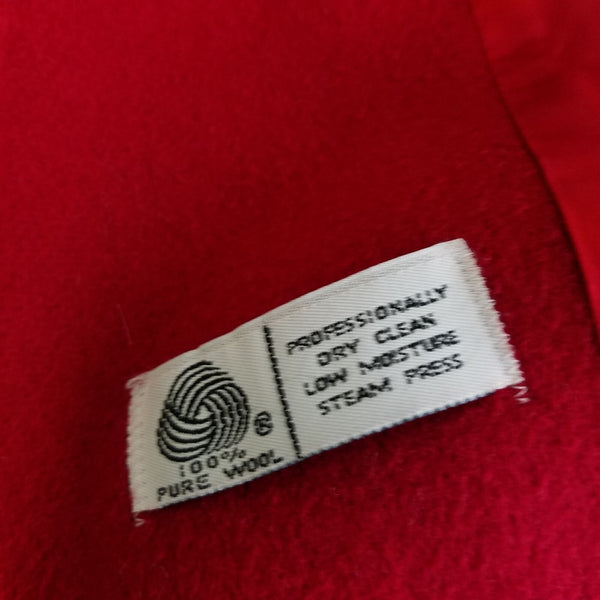 ®
100%
PURE WOOL
PROFESSIONALLY
DRY CLEAN
LOW MOISTURE
STEAM PRESS